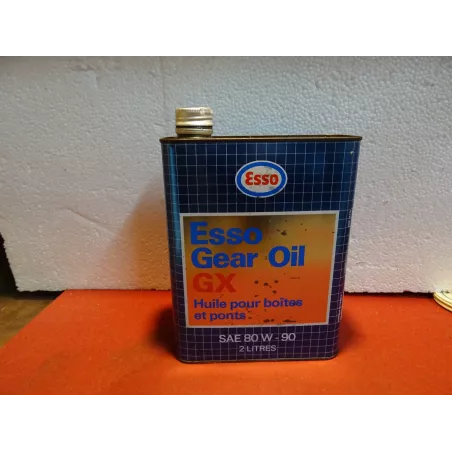 Esso
Esso
Gear Oil
GX
Huile pour boîtes
et ponts
SAE 80 W - 90
2 LITRES